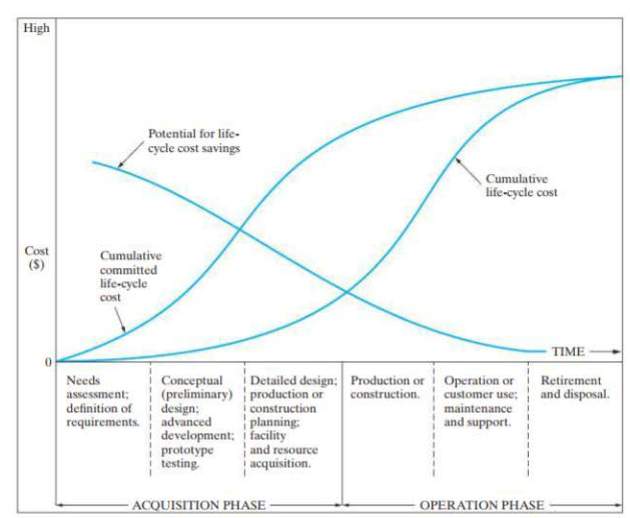 High
Potential for life-
cycle cost savings
Cumulative
life-cycle cost
Cost
($)
Cumulative
committed
life-cycle
cost
0
TIME
Needs
assessment;
definition of
requirements.
Conceptual
(preliminary)
design;
advanced
development;
prototype
testing.
Detailed design;
production or
construction
planning;
facility
and resource
acquisition.
Production or
construction.
Operation or
customer use;
maintenance
and support.
Retirement
and disposal.
ACQUISITION PHASE
OPERATION PHASE